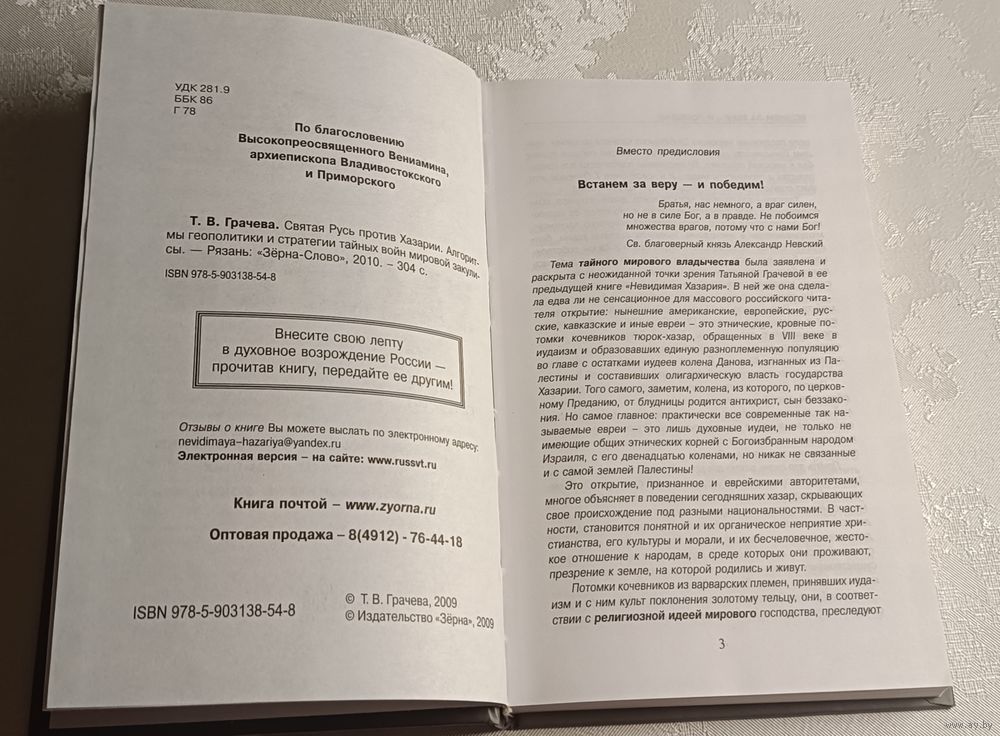 УДК 281.9
ББК 86
Г 78
По благословению
Высокопреосвященного Вениамина,
архиепископа Владивостокского
и Приморского
Т. В. Грачева. Святая Русь против Хазарии. Алгорит-
мы геополитики и стратегии тайных войн мировой закули-
сы. — Рязань: «Зёрна-Слово», 2010. – 304 с.
ISBN 978-5-903138-54-8
Внесите свою лепту
в духовное возрождение России —
прочитав книгу, передайте ее другим!
Отзывы о книге Вы можете выслать по электронному адресу:
nevidimaya-hazariya@yandex.ru
Электронная версия – на сайте: www.russvt.ru
Книга почтой – www.zyorna.ru
Оптовая продажа – 8(4912) - 76-44-18
ISBN 978-5-903138-54-8
© Т. В. Грачева, 2009
© Издательство «Зёрна», 2009
Вместо предисловия
Встанем за веру — и победим!
Братья, нас немного, а враг силен,
но не в силе Бог, а в правде. Не побоимся
множества врагов, потому что с нами Бог!
Св. благоверный князь Александр Невский
Тема тайного мирового владычества была заявлена и
раскрыта с неожиданной точки зрения Татьяной Грачевой в ее
предыдущей книге «Невидимая Хазария». В ней же она сдела-
ла едва ли не сенсационное для массового российского чита-
теля открытие: нынешние американские, европейские, рус-
ские, кавказские и иные евреи – это этнические, кровные по-
томки кочевников тюрок-хазар, обращенных в VIII веке в
иудаизм и образовавших единую разноплеменную популяцию
во главе с остатками иудеев колена Данова, изгнанных из Па-
лестины и составивших олигархическую власть государства
Хазарии. Того самого, заметим, колена, из которого, по церков-
ному Преданию, от блудницы родится антихрист, сын беззако-
ния. Но самое главное: практически все современные так на-
зываемые евреи – это лишь духовные иудеи, не только не
имеющие общих этнических корней с Богоизбранным народом
Израиля, с его двенадцатью коленами, но никак не связанные
и с самой землей Палестины!
Это открытие, признанное и еврейскими авторитетами,
многое объясняет в поведении сегодняшних хазар, скрывающих
свое происхождение под разными национальностями. В част-
ности, становится понятной и их органическое неприятие хри-
стианства, его культуры и морали, и их бесчеловечное, жесто-
кое отношение к народам, в среде которых они проживают,
презрение к земле, на которой родились и живут.
Потомки кочевников из варварских племен, принявших иуда-
изм и с ним культ поклонения золотому тельцу, они, в соответ-
ствии с религиозной идеей мирового господства, преследуют
3
www.ay.by